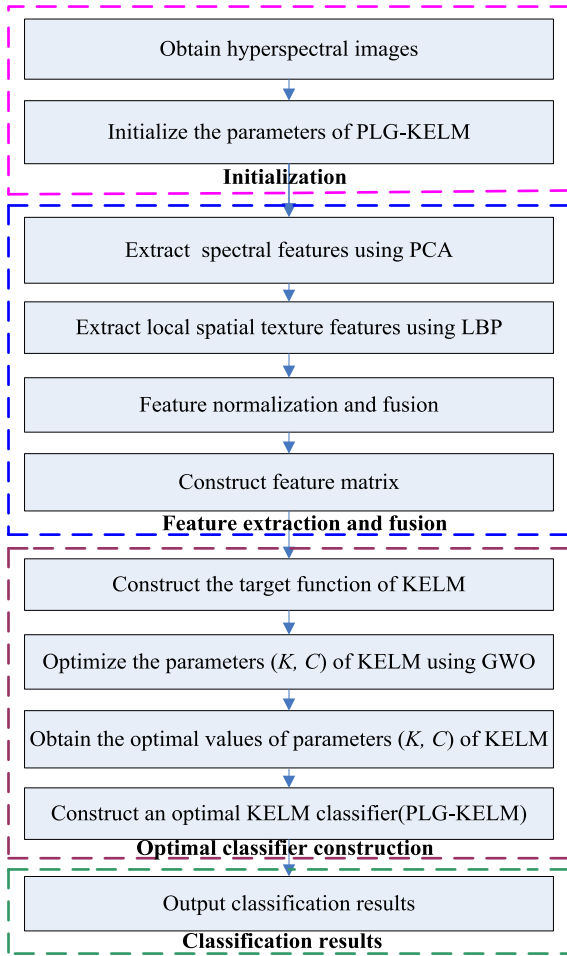 Obtain hyperspectral images
Initialize the parameters of PLG-KELM
Initialization
Extract spectral features using PCA
Extract local spatial texture features using LBP
Feature normalization and fusion
Construct feature matrix
Feature extraction and fusion
Construct the target function of KELM
Optimize the parameters (K, C) of KELM using GWO
Obtain the optimal values of parameters (K, C) of KELM
Construct an optimal KELM classifier(PLG-KELM)
Optimal classifier construction
Output classification results
Classification results